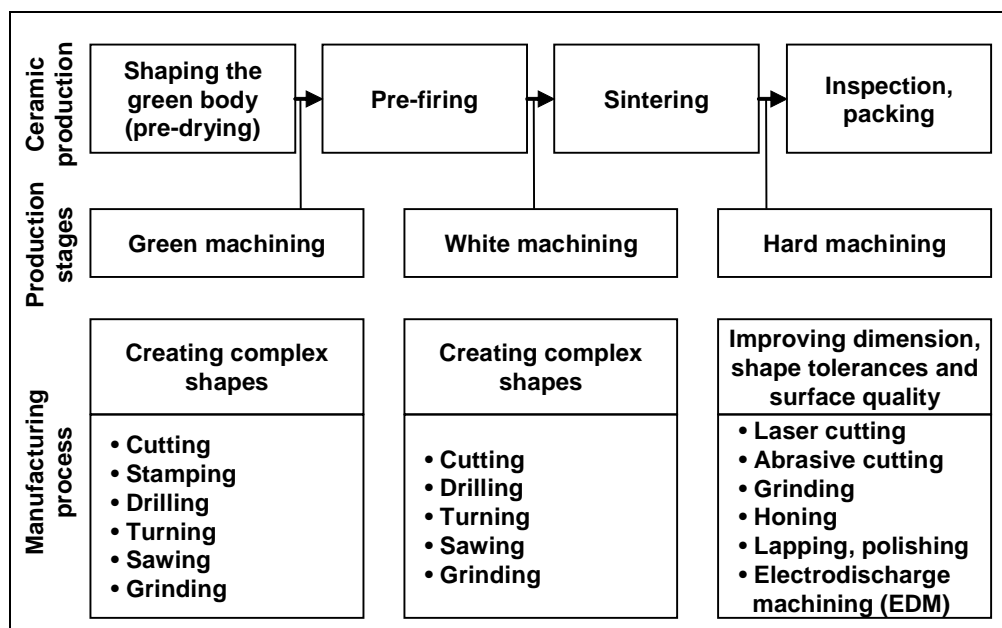 Ceramic
production
Shaping the
green body
(pre-drying)
Pre-firing
Sintering
Inspection,
packing
Production
stages
Green machining
White machining
Hard machining
Manufacturing
process
Creating complex
shapes
• Cutting
• Stamping
• Drilling
• Turning
• Sawing
• Grinding
Creating complex
shapes
• Cutting
• Drilling
• Turning
• Sawing
• Grinding
Improving dimension,
shape tolerances and
surface quality
• Laser cutting
• Abrasive cutting
• Grinding
• Honing
• Lapping, polishing
• Electrodischarge
machining (EDM)